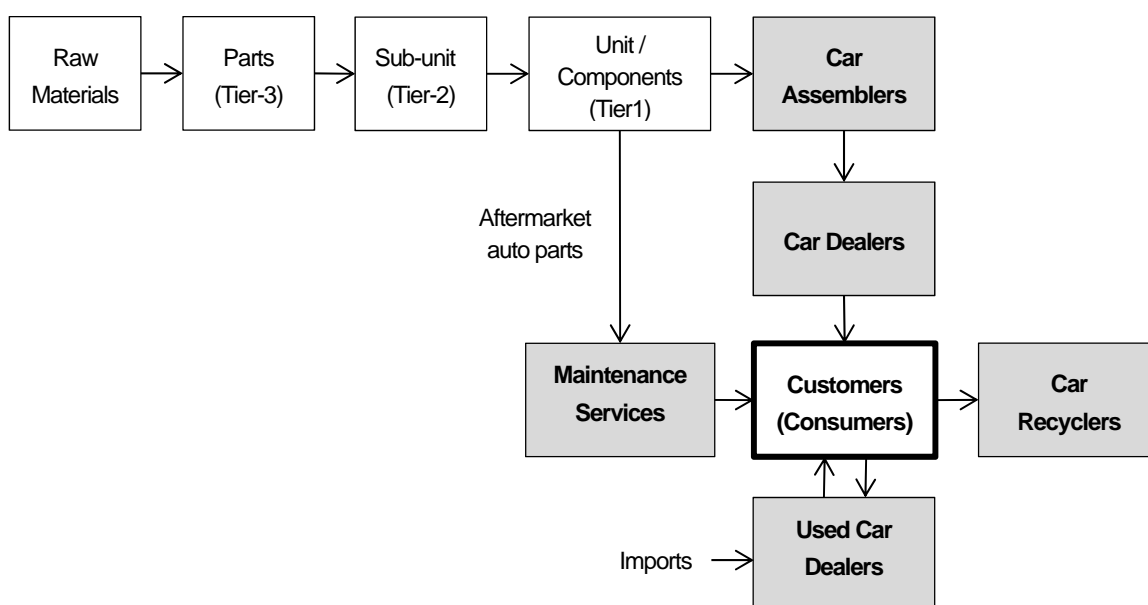 Raw
Materials
Parts
(Tier-3)
Sub-unit
(Tier-2)
Unit /
Components
(Tier1)
Car
Assemblers
Aftermarket
auto parts
Car Dealers
Maintenance
Services
Customers
(Consumers)
Car
Recyclers
Imports
Used Car
Dealers